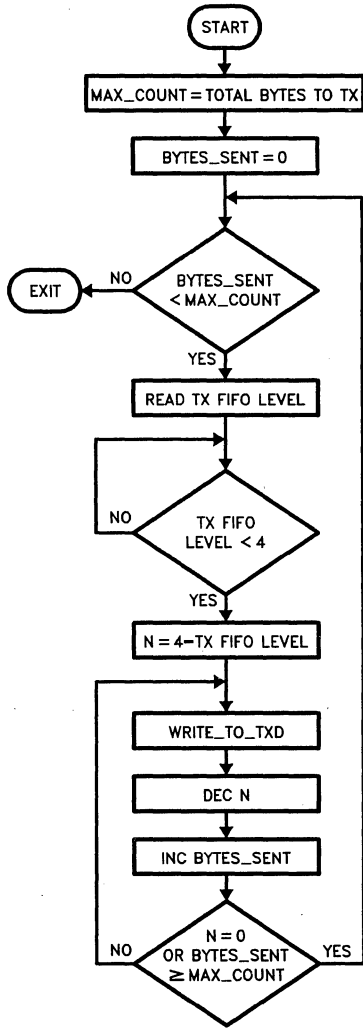 START
MAX_COUNT=TOTAL BYTES TO TX
BYTES_SENT=0
BYTES_SENT
<MAX_COUNT
NO
EXIT
YES
READ TX FIFO LEVEL
TX FIFO
LEVEL < 4
NO
YES
N=4-TX FIFO LEVEL
WRITE_TO_TXD
DEC N
INC BYTES_SENT
N=0
OR BYTES_SENT
≥ MAX_COUNT
NO
YES